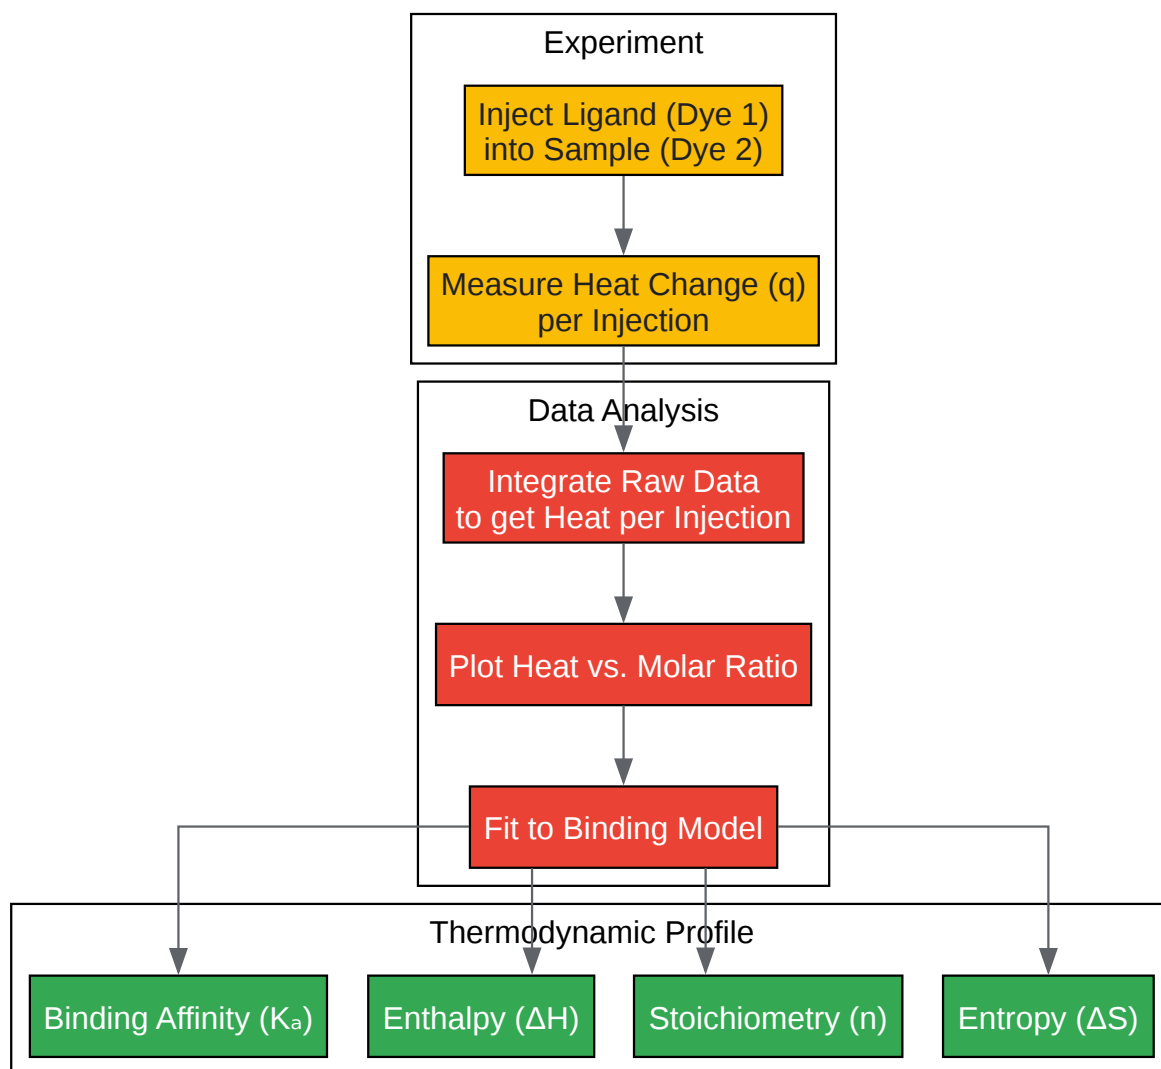 Experiment
Inject Ligand (Dye 1)
into Sample (Dye 2)
Measure Heat Change (q)
per Injection
Data Analysis
Integrate Raw Data
to get Heat per Injection
Plot Heat vs. Molar Ratio
Fit to Binding Model
Thermodynamic Profile
Binding Affinity (Kₐ)
Enthalpy (ΔH)
Stoichiometry (n)
Entropy (ΔS)